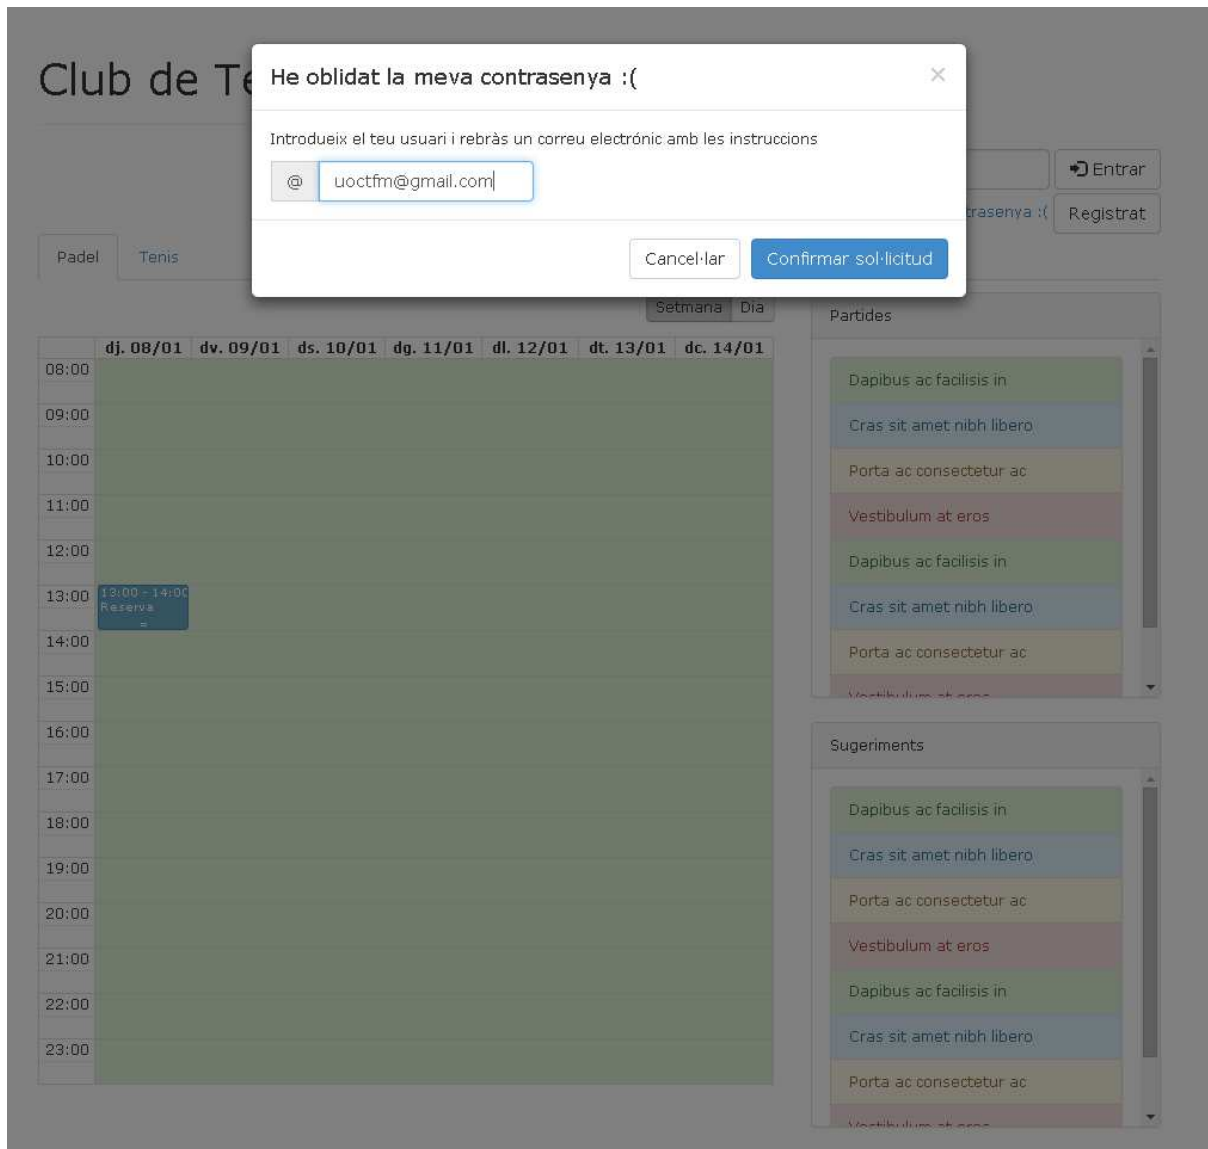 Club de Te
He oblidat la meva contrasenya :(
×
Introdueix el teu usuari i rebràs un correu electrónic amb les instruccions
@ uoctfm@gmail.com
Cancel·lar Confirmar sol·licitud
Entrar
trasenya :( Registrat
Padel Tenis
Setmana Dia
dj. 08/01 dv. 09/01 ds. 10/01 dg. 11/01 dl. 12/01 dt. 13/01 dc. 14/01
08:00
09:00
10:00
11:00
12:00
13:00
13:00 - 14:00
Reserva
=
14:00
15:00
16:00
17:00
18:00
19:00
20:00
21:00
22:00
23:00
Partides
Dapibus ac facilisis in
Cras sit amet nibh libero
Porta ac consectetur ac
Vestibulum at eros
Dapibus ac facilisis in
Cras sit amet nibh libero
Porta ac consectetur ac
Vestibulum at eros
Sugeriments
Dapibus ac facilisis in
Cras sit amet nibh libero
Porta ac consectetur ac
Vestibulum at eros
Dapibus ac facilisis in
Cras sit amet nibh libero
Porta ac consectetur ac
Vestibulum at eros